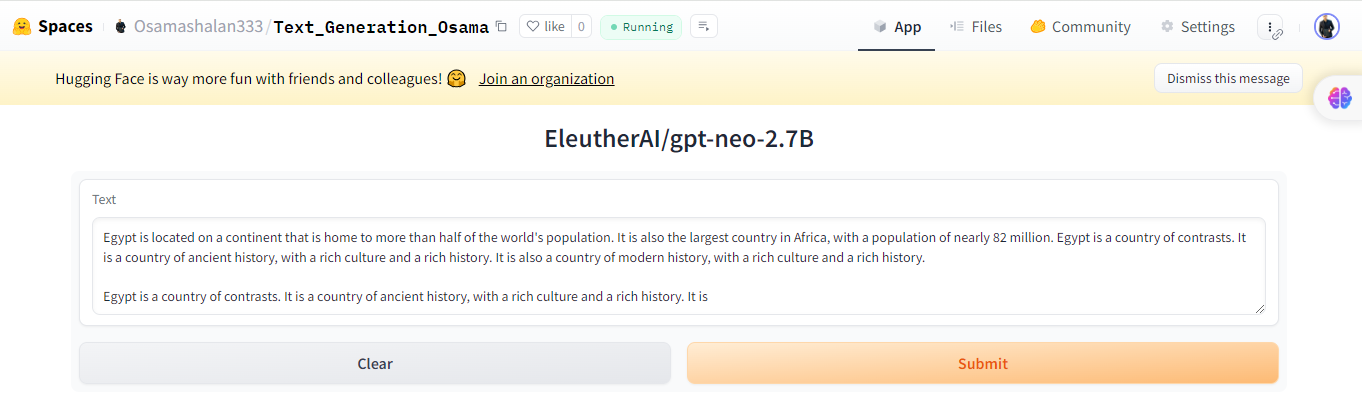 Spaces Osamashalan333/Text_Generation_Osama like 0 Running App Files Community Settings
Hugging Face is way more fun with friends and colleagues! Join an organization Dismiss this message
EleutherAI/gpt-neo-2.7B
Text
Egypt is located on a continent that is home to more than half of the world's population. It is also the largest country in Africa, with a population of nearly 82 million. Egypt is a country of contrasts. It
is a country of ancient history, with a rich culture and a rich history. It is also a country of modern history, with a rich culture and a rich history.
Egypt is a country of contrasts. It is a country of ancient history, with a rich culture and a rich history. It is
Clear Submit